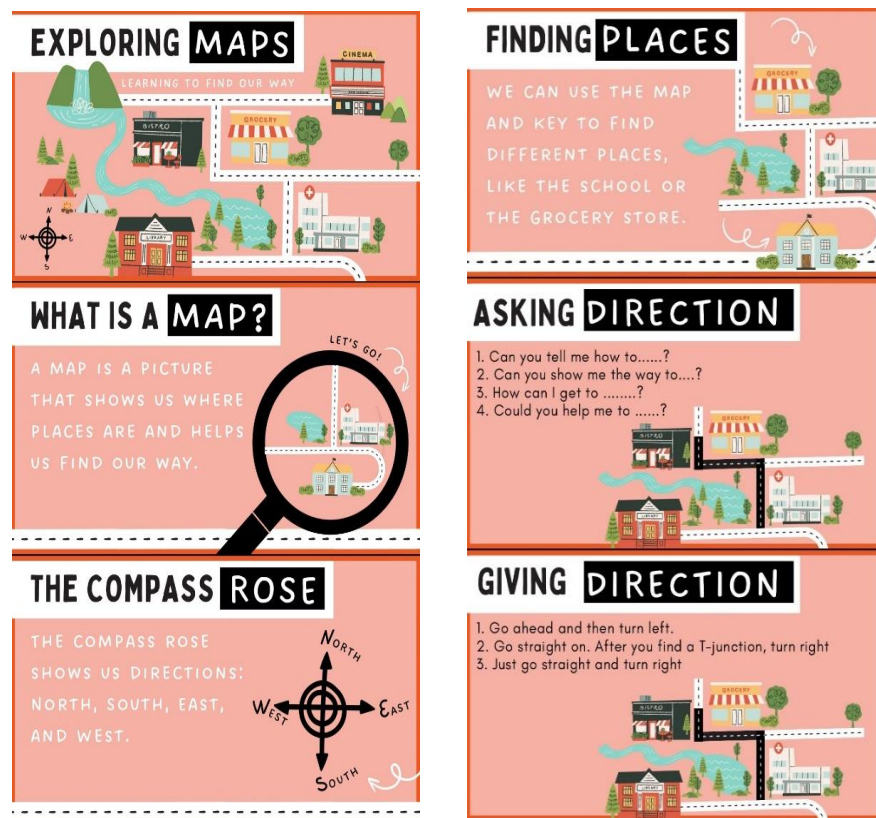 EXPLORING MAPS
LEARNING TO FIND OUR WAY
CINEMA
BISTRO
GROCERY
LIBRARY
N
W
E
S
WHAT IS A MAP?
A MAP IS A PICTURE
THAT SHOWS US WHERE
PLACES ARE AND HELPS
US FIND OUR WAY.
LET'S GO!
THE COMPASS ROSE
THE COMPASS ROSE
SHOWS US DIRECTIONS:
NORTH, SOUTH, EAST,
AND WEST.
NORTH
WEST
EAST
SOUTH
FINDING PLACES
WE CAN USE THE MAP
AND KEY TO FIND
DIFFERENT PLACES,
LIKE THE SCHOOL OR
THE GROCERY STORE.
GROCERY
ASKING DIRECTION
1. Can you tell me how to......?
2. Can you show me the way to....?
3. How can I get to ........?
4. Could you help me to ......?
GROCERY
BISTRO
LIBRARY
GIVING DIRECTION
1. Go ahead and then turn left.
2. Go straight on. After you find a T-junction, turn right
3. Just go straight and turn right
GROCERY
BISTRO
LIBRARY